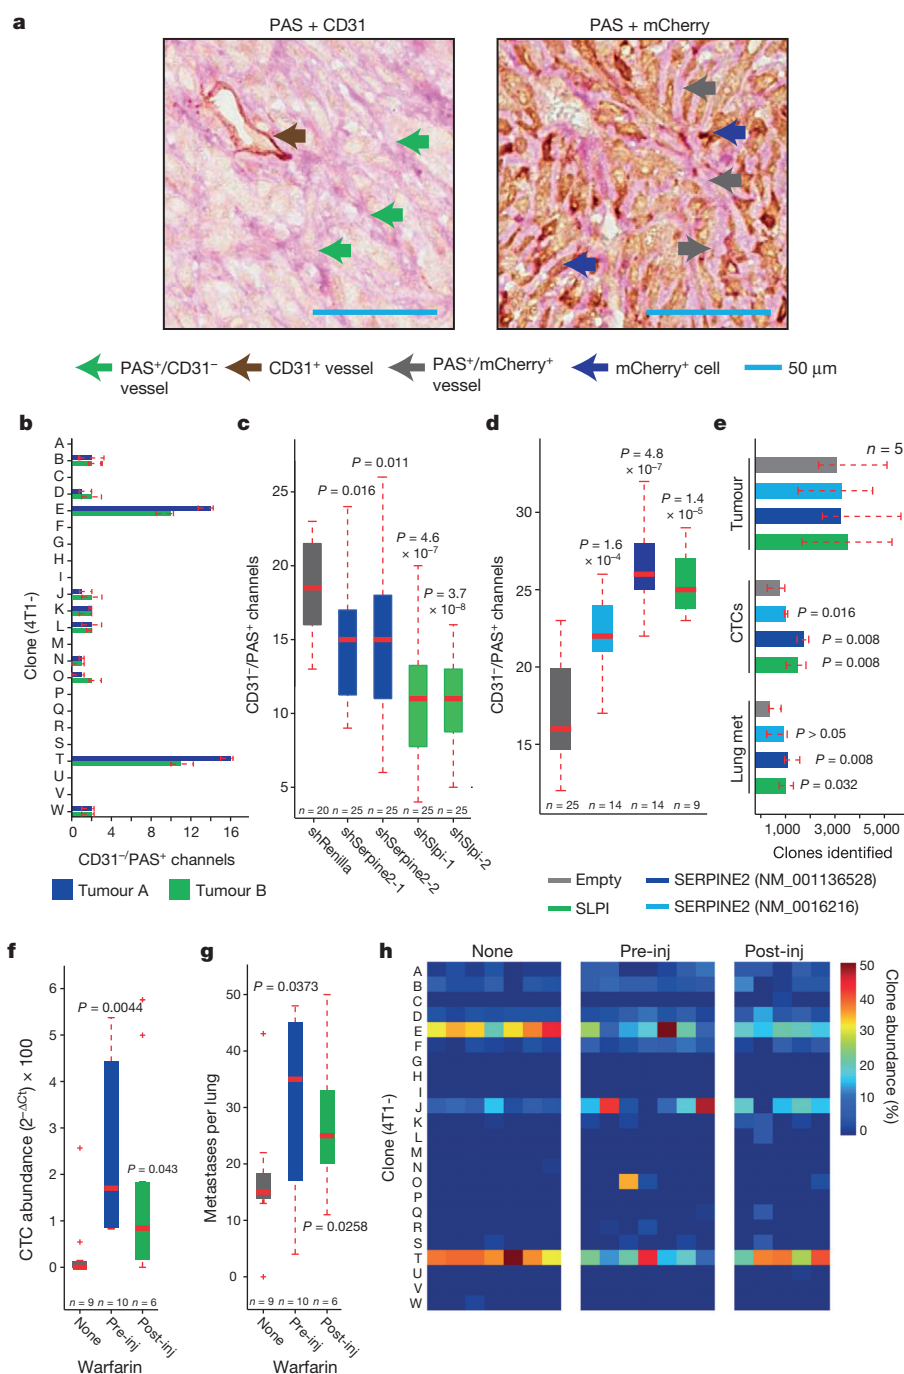 a
PAS + CD31
PAS + mCherry
PAS⁺/CD31⁻
vessel
CD31⁺ vessel
PAS⁺/mCherry⁺
vessel
mCherry⁺ cell
50 μm
b
Clone (4T1-)
A
B
C
D
E
F
G
H
I
J
K
L
M
N
O
P
Q
R
S
T
U
V
W
0 4 8 12 16
CD31⁻/PAS⁺ channels
Tumour A
Tumour B
c
CD31⁻/PAS⁺ channels
25
20
15
10
5
P = 0.016
P = 0.011
P = 4.6
× 10⁻⁷
P = 3.7
× 10⁻⁸
n = 20 n = 25 n = 25 n = 25 n = 25
shRenilla
shSerpine2-1
shSerpine2-2
shSlpi-1
shSlpi-2
d
CD31⁻/PAS⁺ channels
30
25
20
15
P = 1.6
× 10⁻⁴
P = 4.8
× 10⁻⁷
P = 1.4
× 10⁻⁵
n = 25 n = 14 n = 14 n = 9
e
n = 5
Tumour
CTCs
P = 0.016
P = 0.008
P = 0.008
Lung met
P > 0.05
P = 0.008
P = 0.032
1,000 3,000 5,000
Clones identified
Empty
SERPINE2 (NM_001136528)
SLPI
SERPINE2 (NM_0016216)
f
CTC abundance (2⁻ΔCt) × 100
6
5
4
3
2
1
0
P = 0.0044
P = 0.043
n = 9 n = 10 n = 6
None
Pre-inj
Post-inj
Warfarin
g
Metastases per lung
50
40
30
20
10
0
P = 0.0373
P = 0.0258
n = 9 n = 10 n = 6
None
Pre-inj
Post-inj
Warfarin
h
None
Pre-inj
Post-inj
Clone (4T1-)
A
B
C
D
E
F
G
H
I
J
K
L
M
N
O
P
Q
R
S
T
U
V
W
50
40
30
20
10
0
Clone abundance (%)